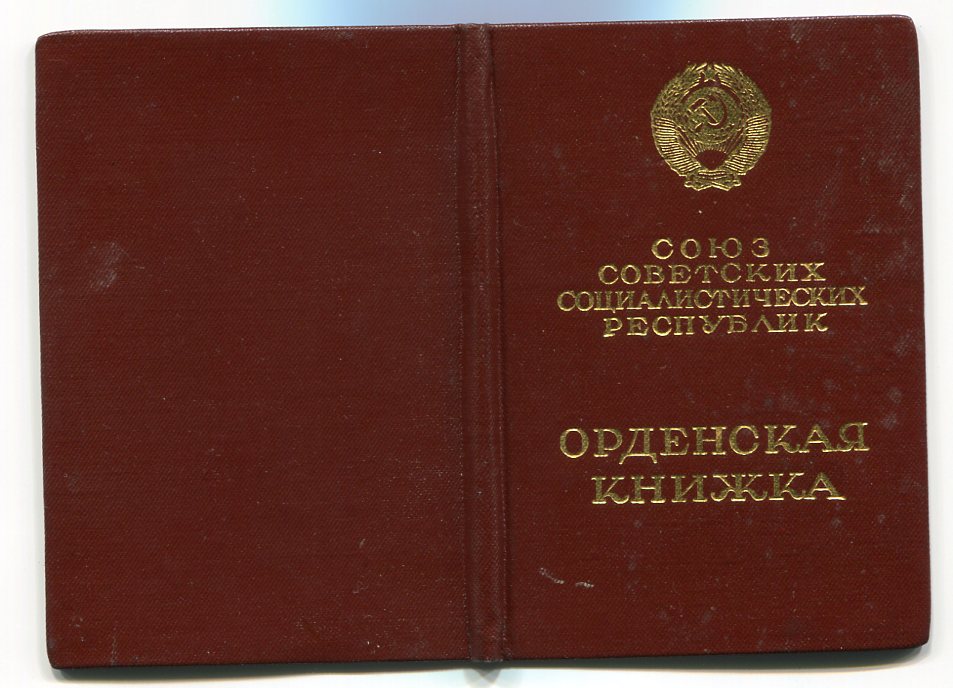 СОЮЗ
СОВЕТСКИХ
СОЦИАЛИСТИЧЕСКИХ
РЕСПУБЛИК
ОРДЕНСКАЯ
КНИЖКА